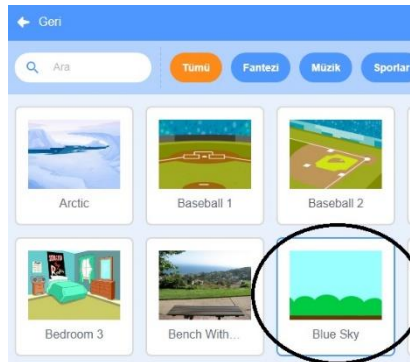 Geri
Ara
Tümü
Fantezi
Müzik
Sporlar
Arctic
Baseball 1
Baseball 2
Bedroom 3
Bench With...
Blue Sky